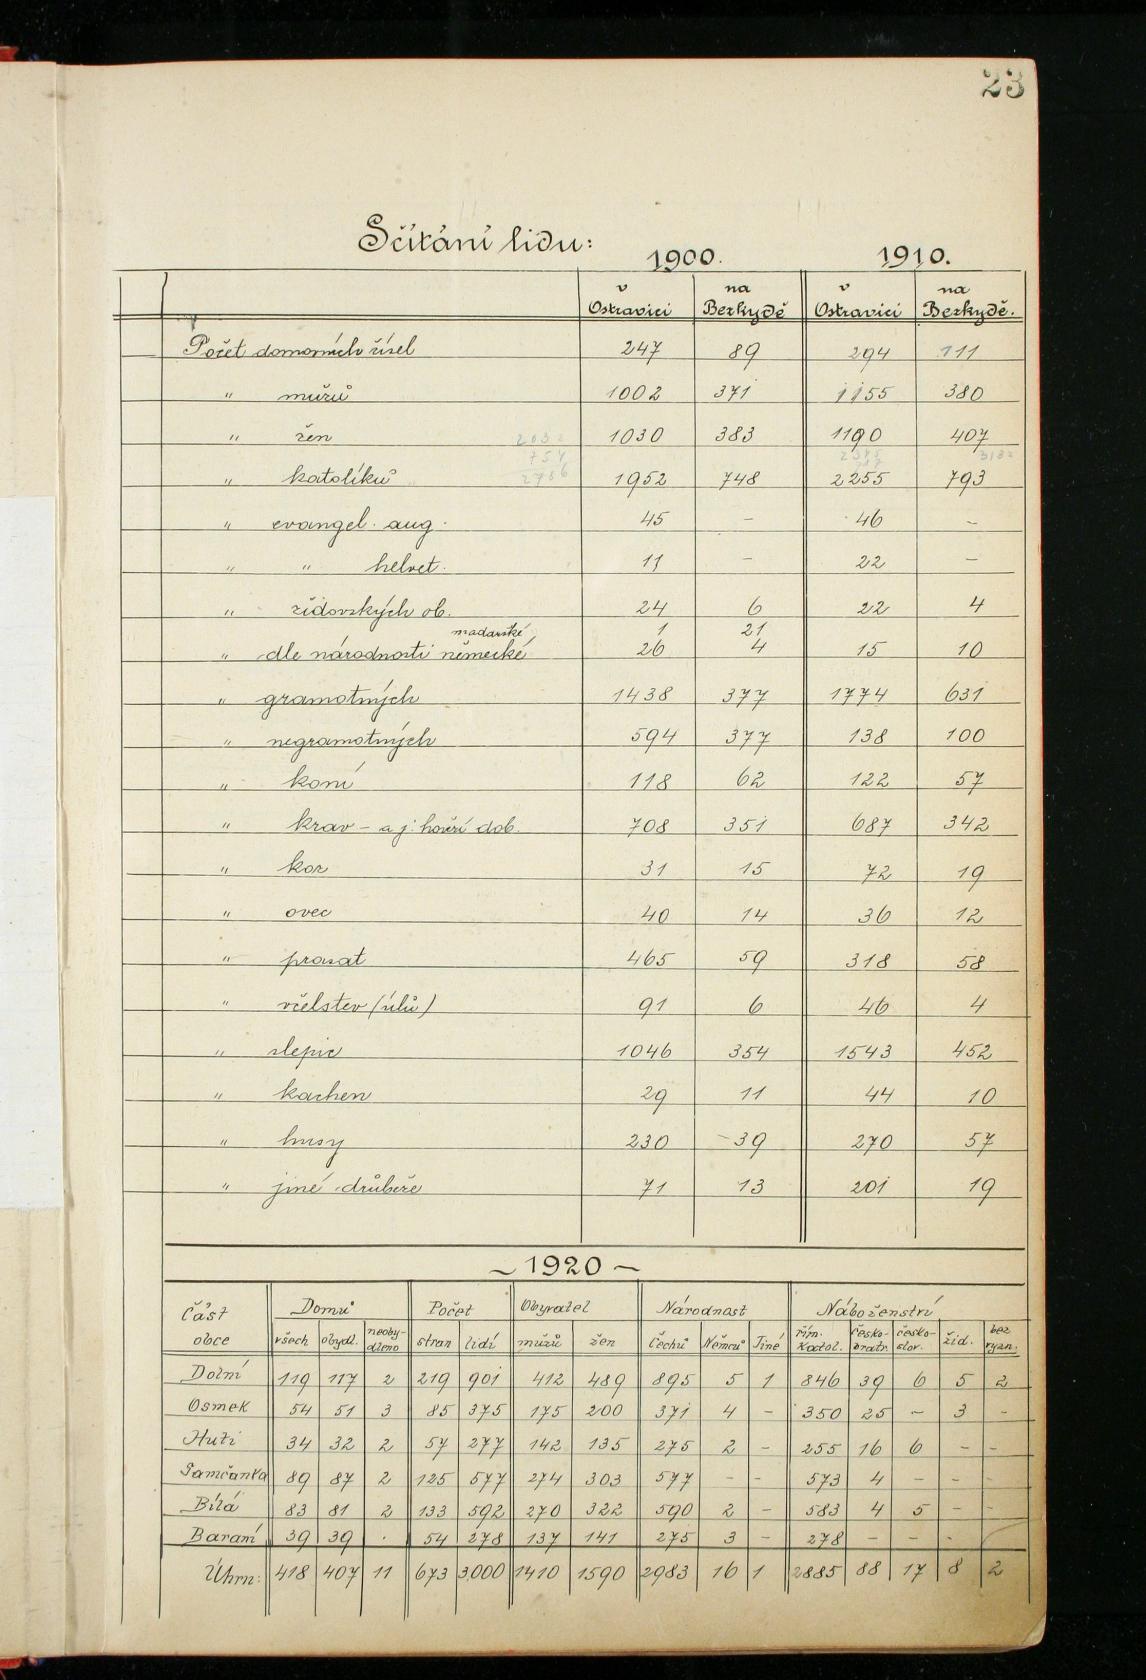 23
Sčítání lidu:
1900. 1910.
v Ostravici na Bezkydě v Ostravici na Bezkydě.
Počet domovních čísel 247 89 294 111
" mužů 1002 371 1155 380
" žen 1030 383 1190 407
" katolíků 1952 748 2255 793
" evangel. aug. 45 – 46 –
" " helvet. 11 – 22 –
" židovských ob. 24 6 22 4
maďarské 1 21
" dle národnosti německé 26 4 15 10
" gramotných 1438 377 1774 631
" negramotných 594 377 138 100
" koní 118 62 122 57
" krav – a j. hověží dob. 708 351 687 342
" koz 31 15 72 19
" ovec 40 14 36 12
" prasat 465 59 318 58
" včelstev (úlů) 91 6 46 4
" slepic 1046 354 1543 452
" kachen 29 11 44 10
" husy 230 39 270 57
" jiné drůbeže 71 13 201 19
~ 1920 ~
Část obce Domů Počet Obyvatel Národnost Náboženství
všech obydl. neoby-dleno stran lidí mužů žen Čechů Němců Jiné řím. Katol. česko-bratr. česko-slov. žid. bez vyzn.
Dolní 119 117 2 219 901 412 489 895 5 1 846 39 6 5 2
Osmek 54 51 3 85 375 175 200 371 4 – 350 25 – 3 –
Huti 34 32 2 57 277 142 135 275 2 – 255 16 6 – –
Samčanka 89 87 2 125 577 274 303 577 – – 573 4 – – –
Bílá 83 81 2 133 592 270 322 590 2 – 583 4 5 – –
Baraní 39 39 . 54 278 137 141 275 3 – 278 – – –
Úhrn: 418 407 11 673 3000 1410 1590 2983 16 1 2885 88 17 8 2